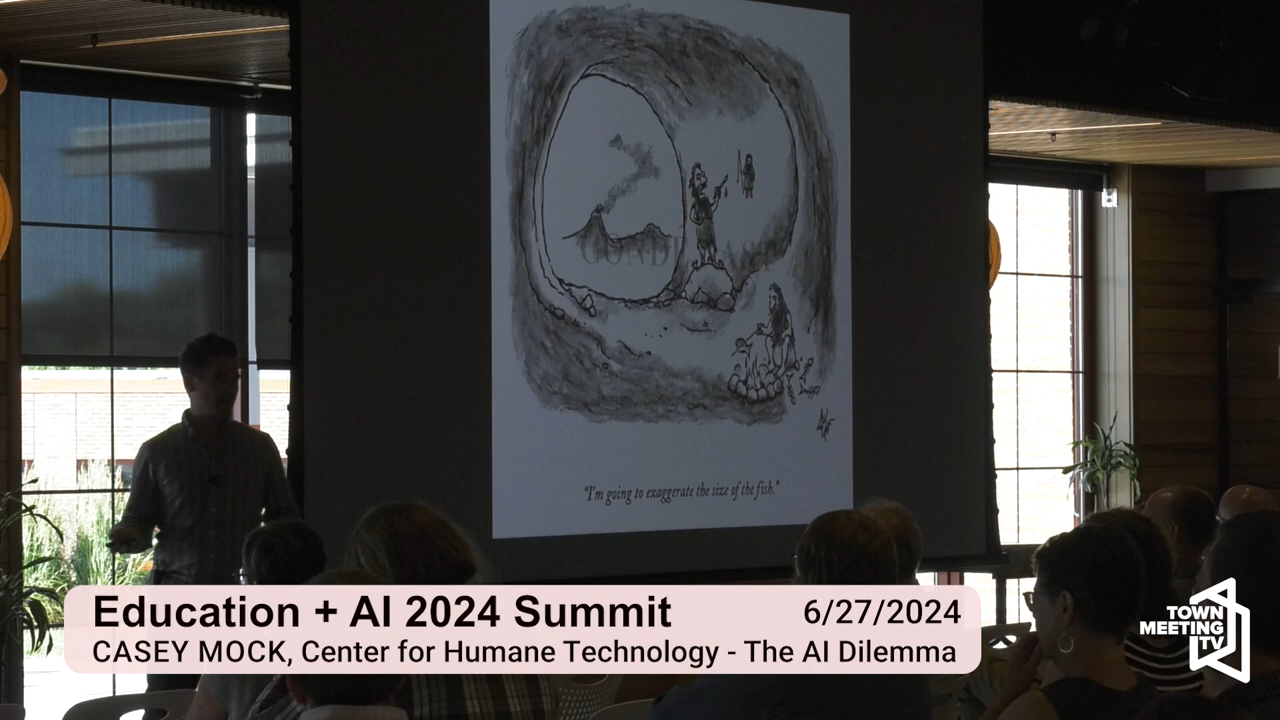 "I'm going to exaggerate the size of the fish."
Education + AI 2024 Summit
6/27/2024
CASEY MOCK, Center for Humane Technology - The AI Dilemma
TOWN
MEETING
TV